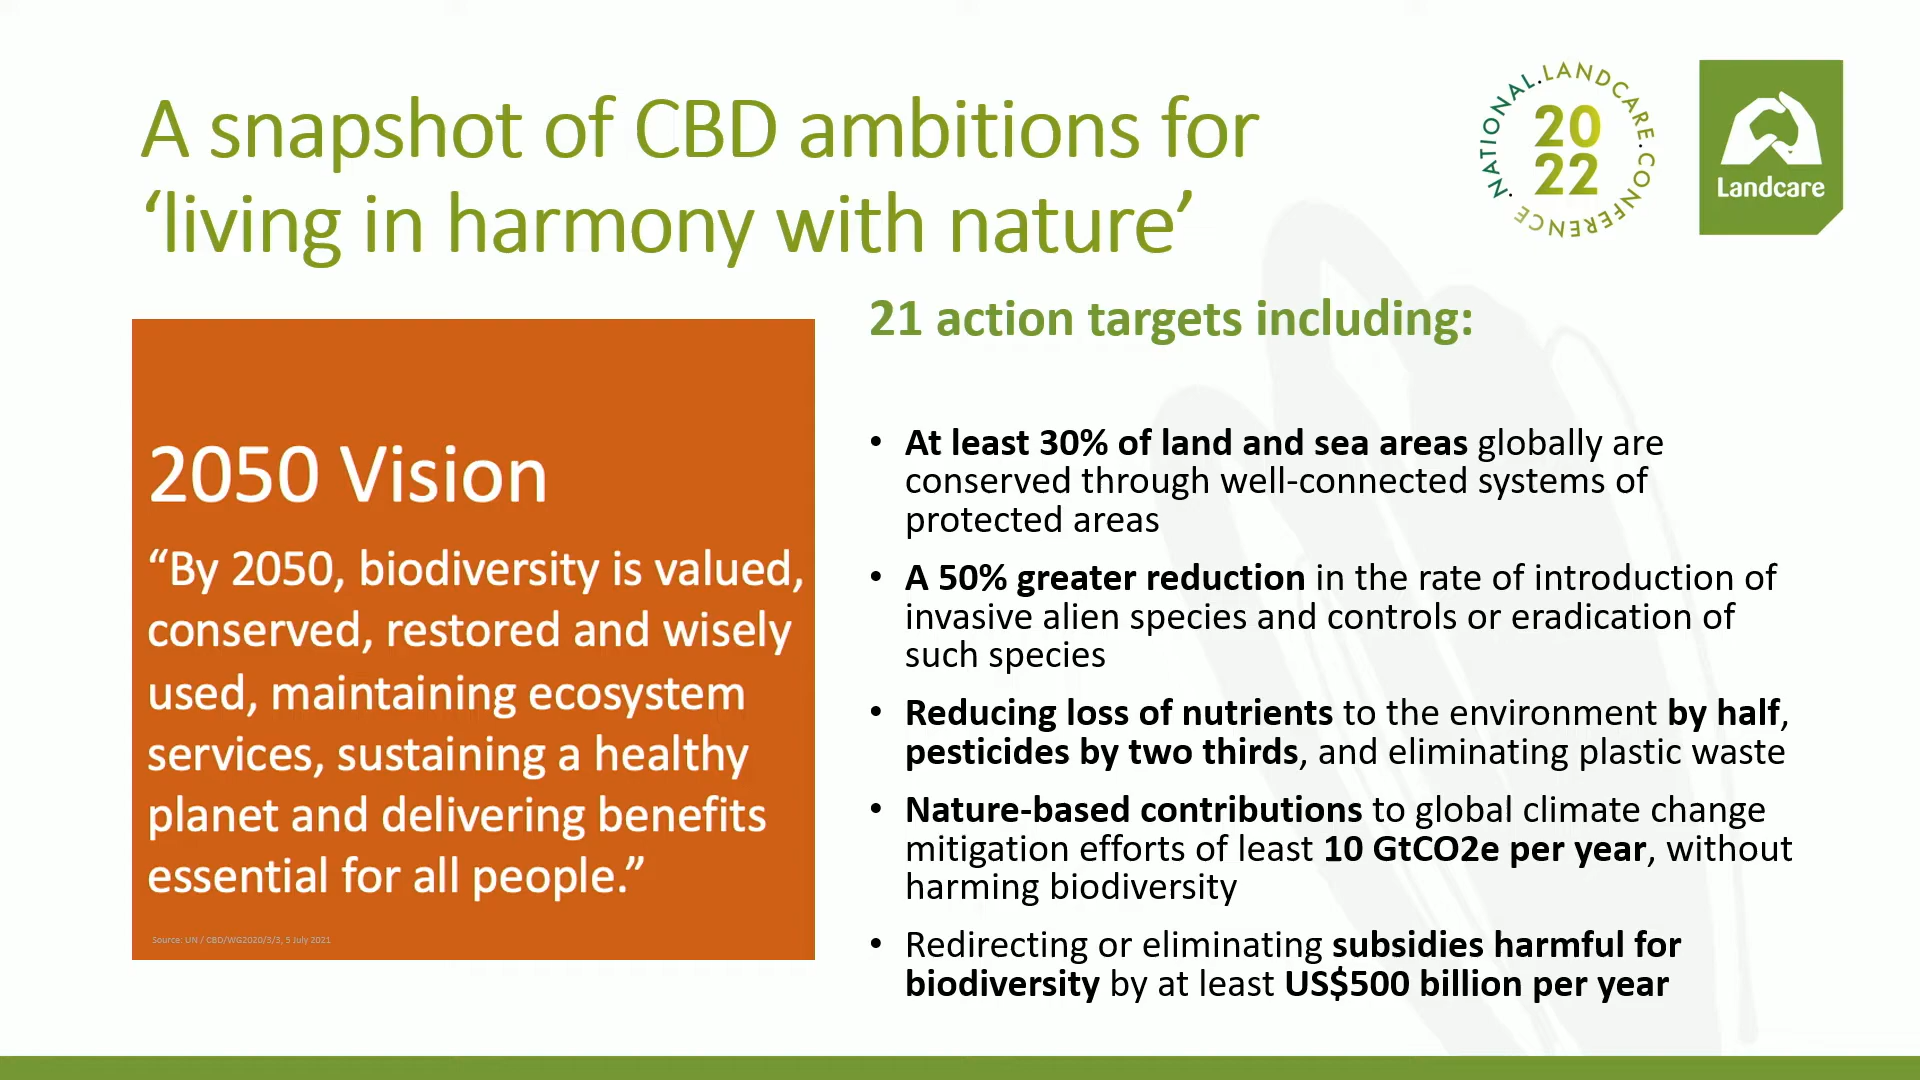 A snapshot of CBD ambitions for
‘living in harmony with nature’
NATIONAL.LANDCARE.CONFERENCE.
20
22
Landcare
2050 Vision
“By 2050, biodiversity is valued,
conserved, restored and wisely
used, maintaining ecosystem
services, sustaining a healthy
planet and delivering benefits
essential for all people.”
Source: UN / CBD/WG2020/3/3, 5 July 2021
21 action targets including:
• At least 30% of land and sea areas globally are
conserved through well-connected systems of
protected areas
• A 50% greater reduction in the rate of introduction of
invasive alien species and controls or eradication of
such species
• Reducing loss of nutrients to the environment by half,
pesticides by two thirds, and eliminating plastic waste
• Nature-based contributions to global climate change
mitigation efforts of least 10 GtCO2e per year, without
harming biodiversity
• Redirecting or eliminating subsidies harmful for
biodiversity by at least US$500 billion per year